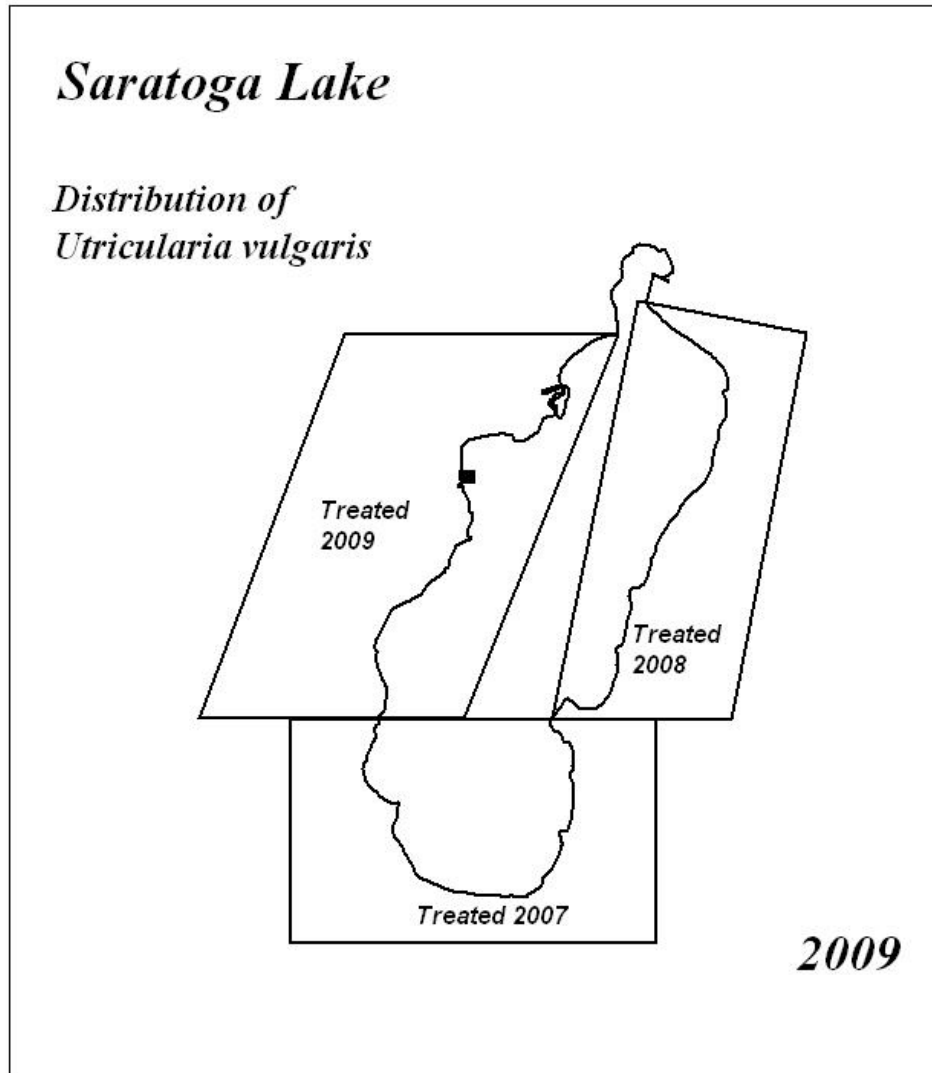 Saratoga Lake
Distribution of
Utricularia vulgaris
Treated
2009
Treated
2008
Treated 2007
2009